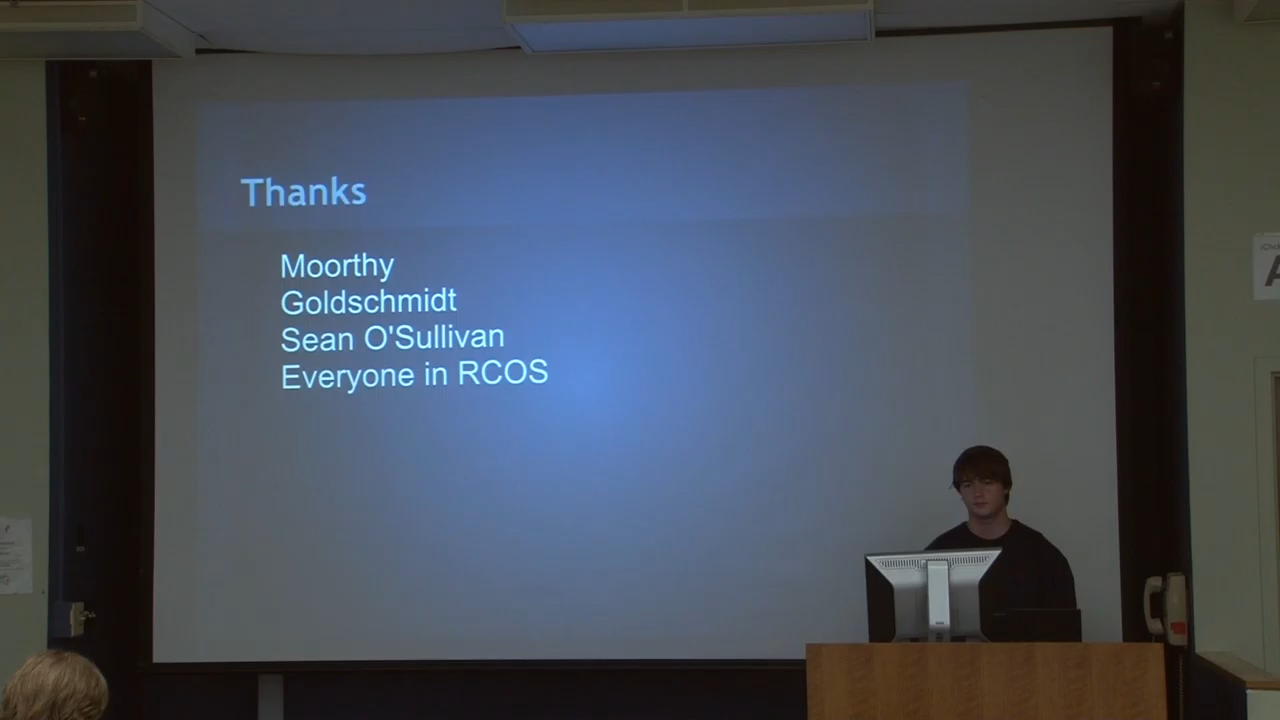 Thanks
Moorthy
Goldschmidt
Sean O'Sullivan
Everyone in RCOS